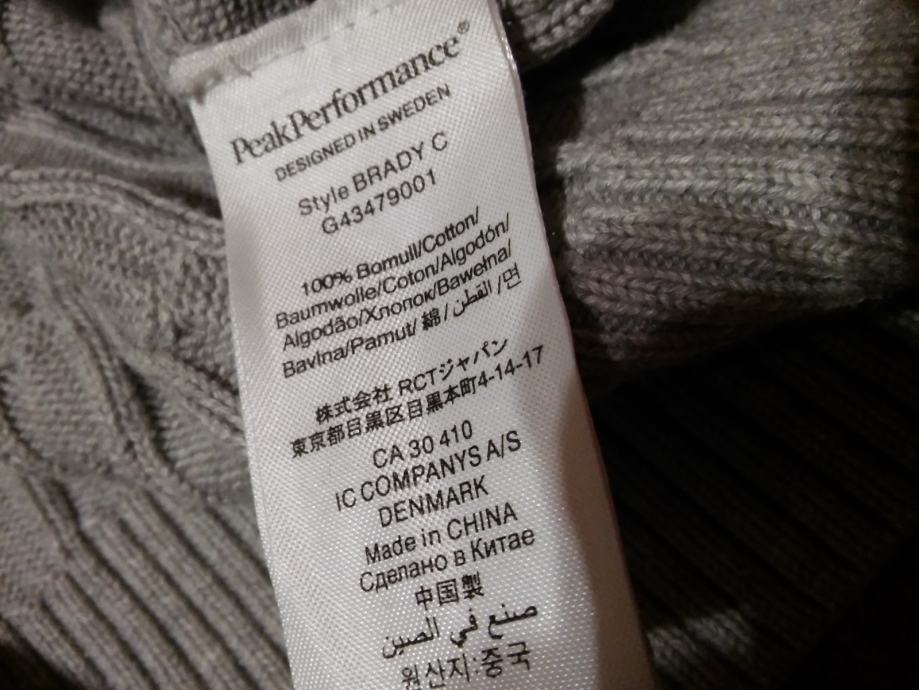 PeakPerformance®
DESIGNED IN SWEDEN
Style BRADY C
G43479001
100% Bomull/Cotton/
Baumwolle/Coton/Algodón/
Algodão/Хлопок/Bawełna/
Bavlna/Pamut/ 綿/ القطن /면
株式会社 RCTジャパン
東京都目黒区目黒本町4-14-17
CA 30 410
IC COMPANYS A/S
DENMARK
Made in CHINA
Сделано в Китае
中国製
صنع في الصين
원산지:중국